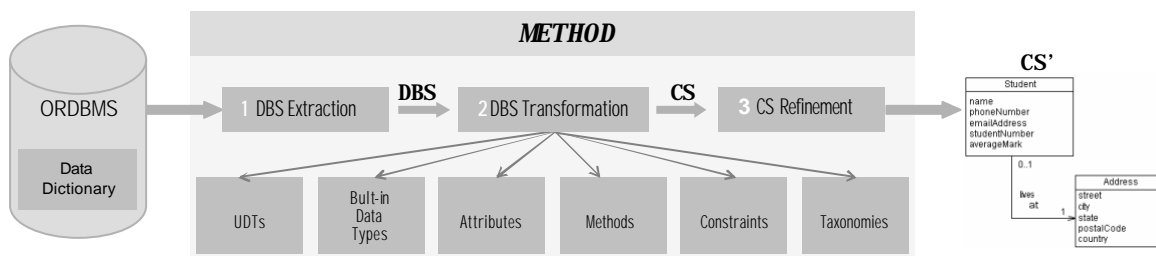 METHOD
ORDBMS
Data
Dictionary
1 DBS Extraction
DBS
2 DBS Transformation
CS
3 CS Refinement
UDTs
Bult-in
Data
Types
Attributes
Methods
Constraints
Taxonomies
CS'
Student
name
phoneNumber
emailAddress
studentNumber
averageMark
0..1
lives
at
1
Address
street
city
state
postalCode
country